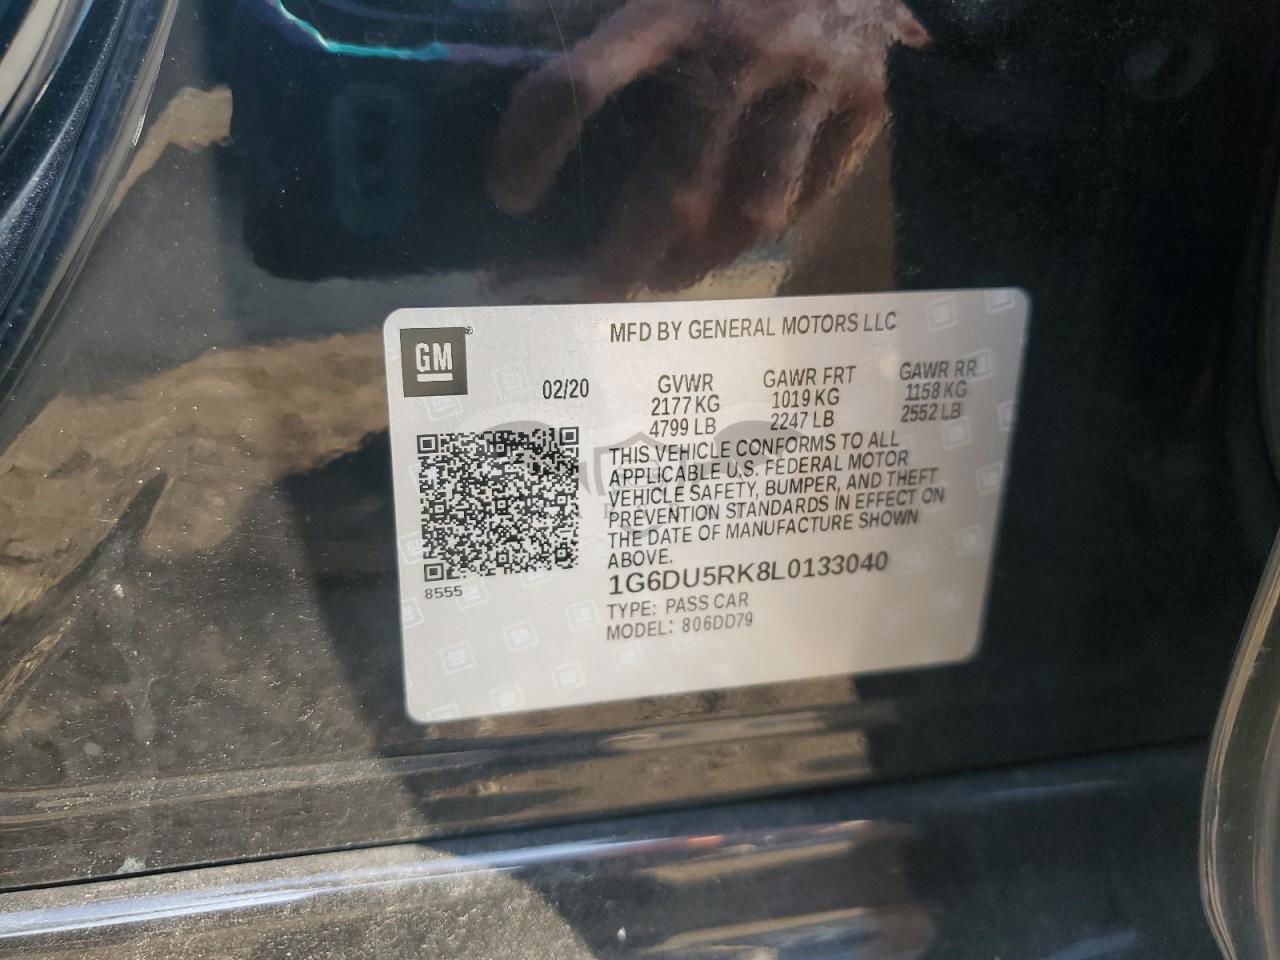 GM
MFD BY GENERAL MOTORS LLC
02/20
GVWR GAWR FRT GAWR RR
2177 KG 1019 KG 1158 KG
4799 LB 2247 LB 2552 LB
THIS VEHICLE CONFORMS TO ALL
APPLICABLE U.S. FEDERAL MOTOR
VEHICLE SAFETY, BUMPER, AND THEFT
PREVENTION STANDARDS IN EFFECT ON
THE DATE OF MANUFACTURE SHOWN
ABOVE.
8555
1G6DU5RK8L0133040
TYPE: PASS CAR
MODEL: 806DD79